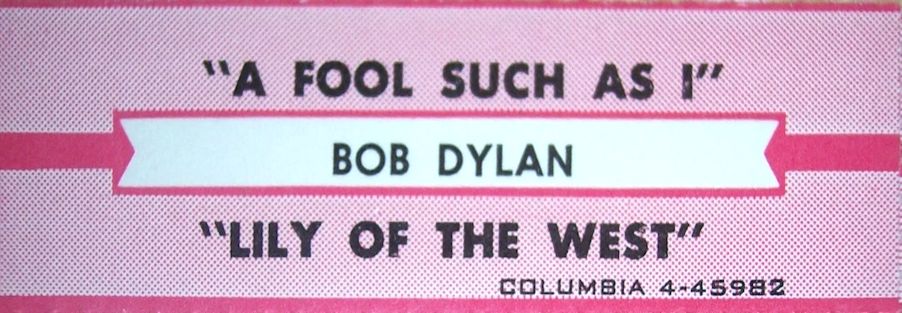 "A FOOL SUCH AS I"
BOB DYLAN
"LILY OF THE WEST"
COLUMBIA 4-45982